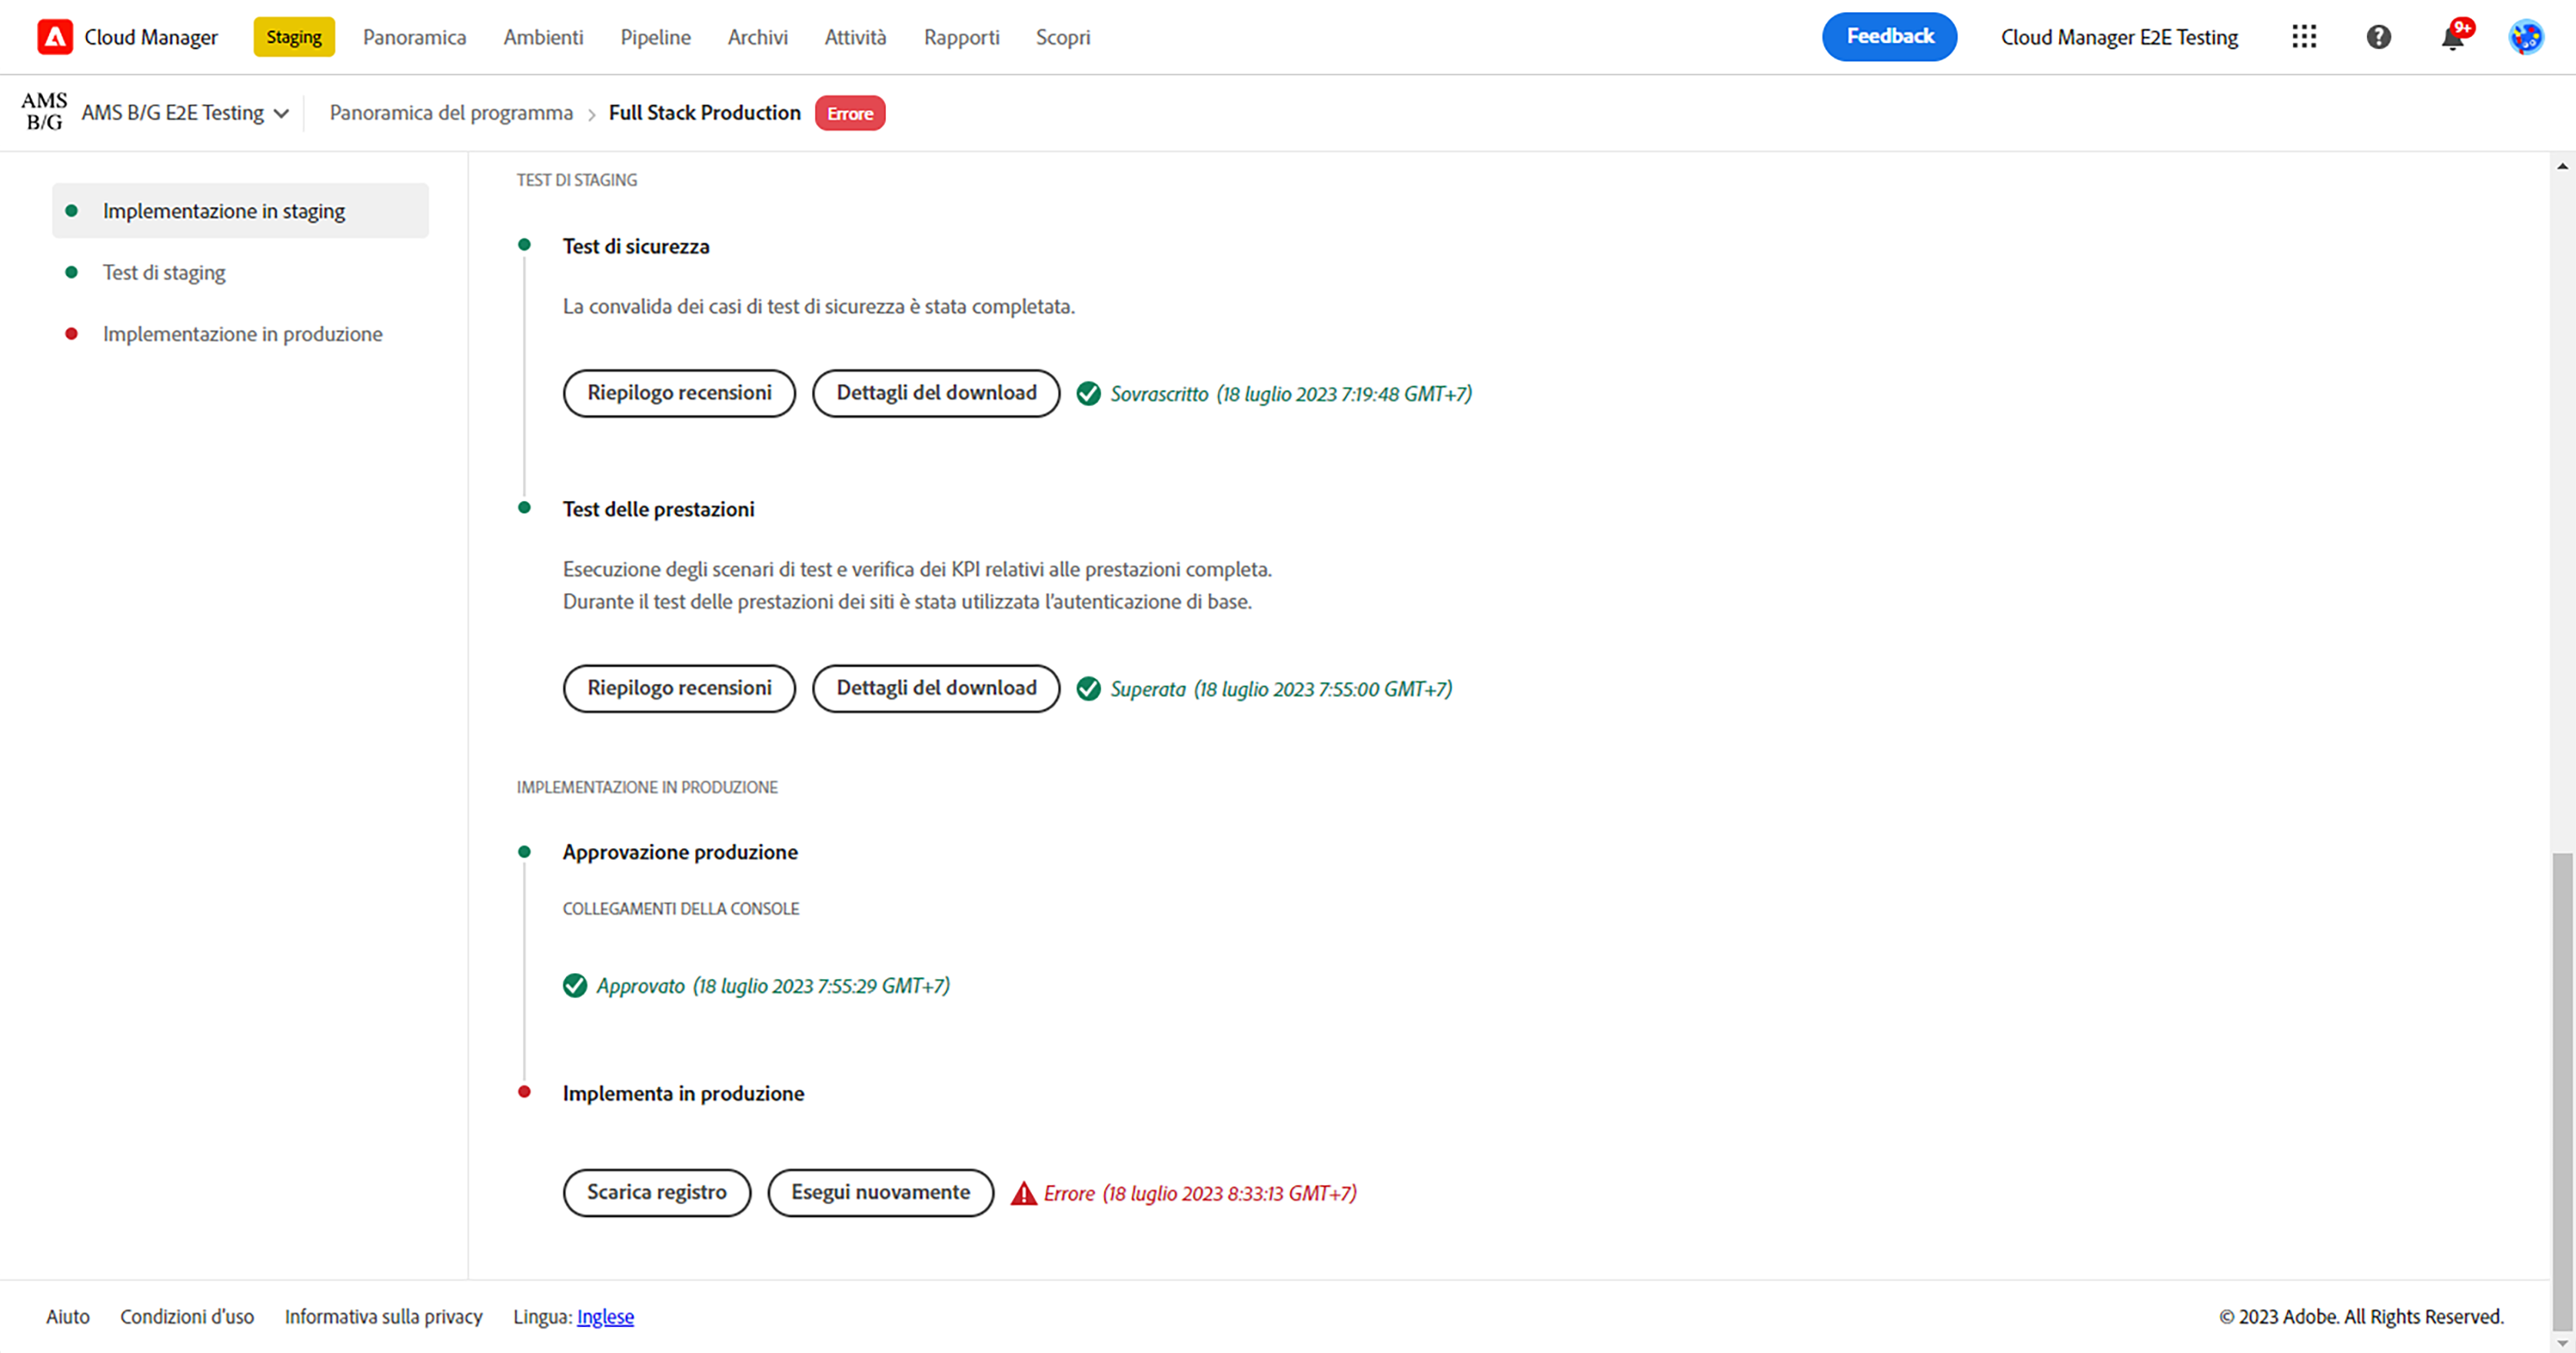 Cloud Manager
Staging
Panoramica
Ambienti
Pipeline
Archivi
Attività
Rapporti
Scopri
Feedback
Cloud Manager E2E Testing
9+
AMS
B/G
AMS B/G E2E Testing
Panoramica del programma > Full Stack Production
Errore
Implementazione in staging
Test di staging
Implementazione in produzione
TEST DI STAGING
Test di sicurezza
La convalida dei casi di test di sicurezza è stata completata.
Riepilogo recensioni
Dettagli del download
Sovrascritto (18 luglio 2023 7:19:48 GMT+7)
Test delle prestazioni
Esecuzione degli scenari di test e verifica dei KPI relativi alle prestazioni completa.
Durante il test delle prestazioni dei siti è stata utilizzata l'autenticazione di base.
Riepilogo recensioni
Dettagli del download
Superata (18 luglio 2023 7:55:00 GMT+7)
IMPLEMENTAZIONE IN PRODUZIONE
Approvazione produzione
COLLEGAMENTI DELLA CONSOLE
Approvato (18 luglio 2023 7:55:29 GMT+7)
Implementa in produzione
Scarica registro
Esegui nuovamente
Errore (18 luglio 2023 8:33:13 GMT+7)
Aiuto
Condizioni d'uso
Informativa sulla privacy
Lingua: Inglese
© 2023 Adobe. All Rights Reserved.